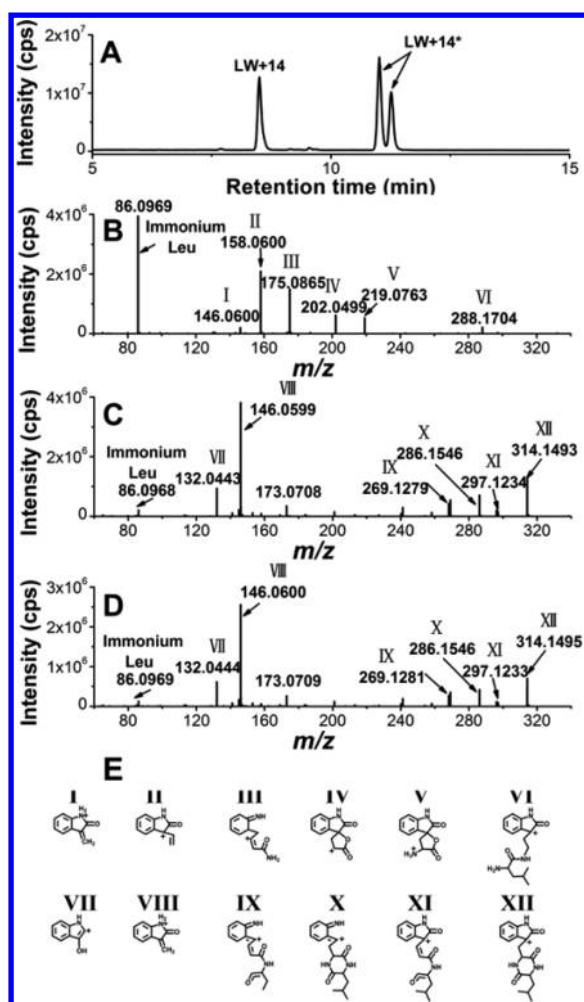 A
LW+14
LW+14*
Intensity (cps)
2x10⁷
1x10⁷
0
5
10
15
Retention time (min)
B
Intensity (cps)
4x10⁶
2x10⁶
0
86.0969
Immonium
Leu
I
146.0600
II
158.0600
III
175.0865
IV
202.0499
V
219.0763
VI
288.1704
80 120 160 200 240 280 320
m/z
C
Intensity (cps)
4x10⁶
2x10⁶
0
Immonium
Leu
86.0968
VII
132.0443
VIII
146.0599
173.0708
IX
269.1279
X
286.1546
XI
297.1234
XII
314.1493
80 120 160 200 240 280 320
m/z
D
Intensity (cps)
3x10⁶
2x10⁶
1x10⁶
0
Immonium
Leu
86.0969
VII
132.0444
VIII
146.0600
173.0709
IX
269.1281
X
286.1546
XI
297.1233
XII
314.1495
80 120 160 200 240 280 320
m/z
E
I II III IV V VI
VII VIII IX X XI XII